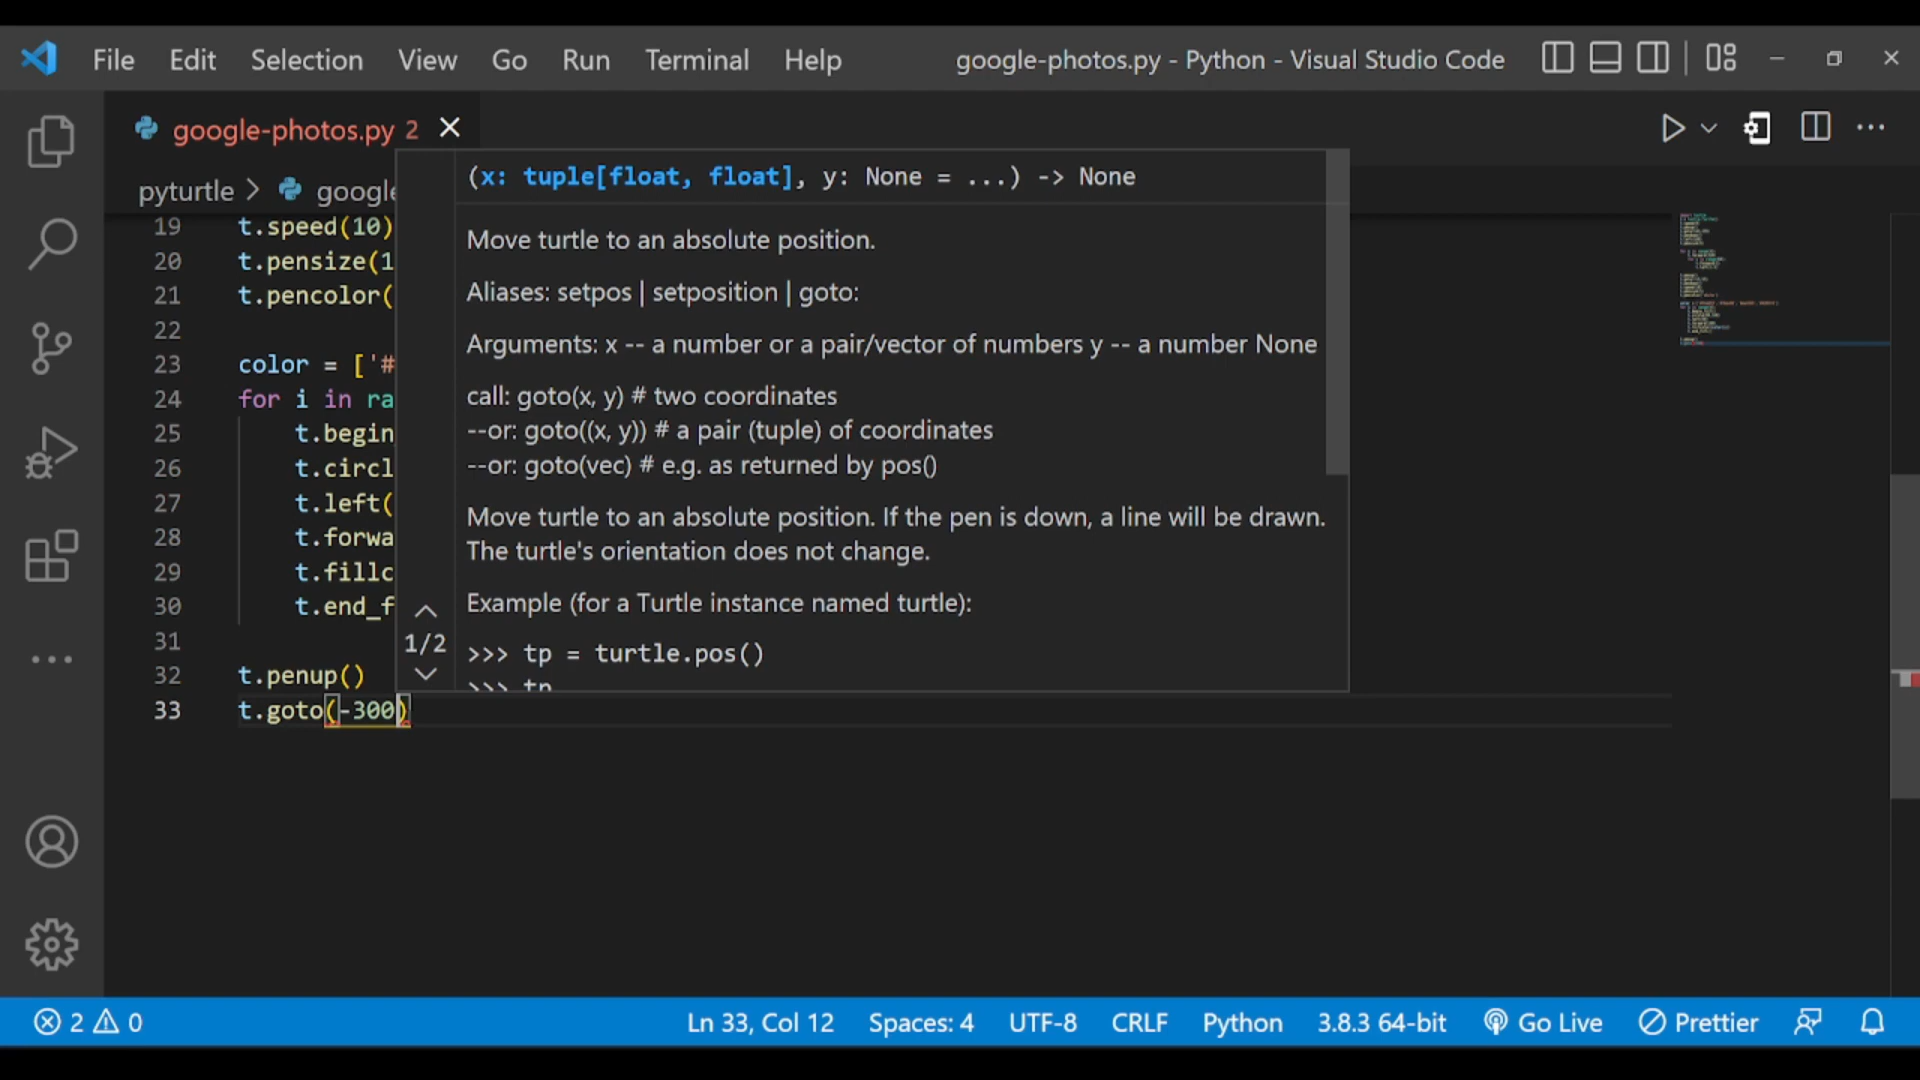 File Edit Selection View Go Run Terminal Help google-photos.py - Python - Visual Studio Code
google-photos.py 2
pyturtle > google
(x: tuple[float, float], y: None = ...) -> None
Move turtle to an absolute position.
Aliases: setpos | setposition | goto:
Arguments: x -- a number or a pair/vector of numbers y -- a number None
call: goto(x, y) # two coordinates
--or: goto((x, y)) # a pair (tuple) of coordinates
--or: goto(vec) # e.g. as returned by pos()
Move turtle to an absolute position. If the pen is down, a line will be drawn.
The turtle's orientation does not change.
Example (for a Turtle instance named turtle):
>>> tp = turtle.pos()
>>> tp
1/2
19 t.speed(10)
20 t.pensize(1
21 t.pencolor(
22
23 color = ['#
24 for i in ra
25 t.begin_
26 t.circl
27 t.left(
28 t.forwa
29 t.fillc
30 t.end_f
31
32 t.penup()
33 t.goto(-300)
2 0 Ln 33, Col 12 Spaces: 4 UTF-8 CRLF Python 3.8.3 64-bit Go Live Prettier